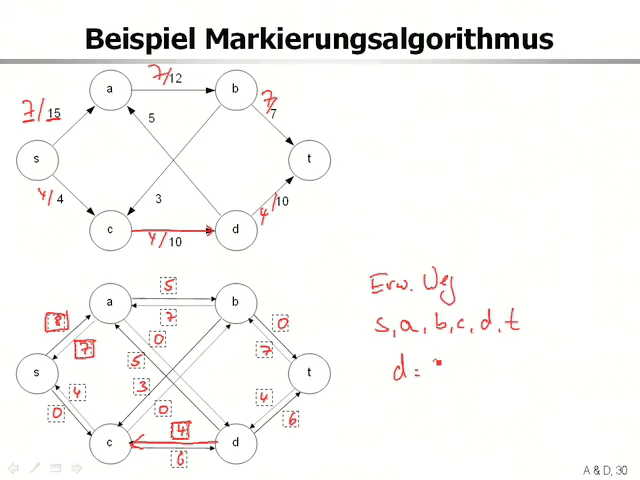 Beispiel Markierungsalgorithmus
a
7/12
b
7/15
5
7/7
s
t
4/4
3
4/10
c
4/10
d
5
a
b
8
7
0
0
7
5
7
s
t
4
3
4
0
0
6
c
4
d
6
Erw. Weg
s, a, b, c, d, t
d =
A & D, 30